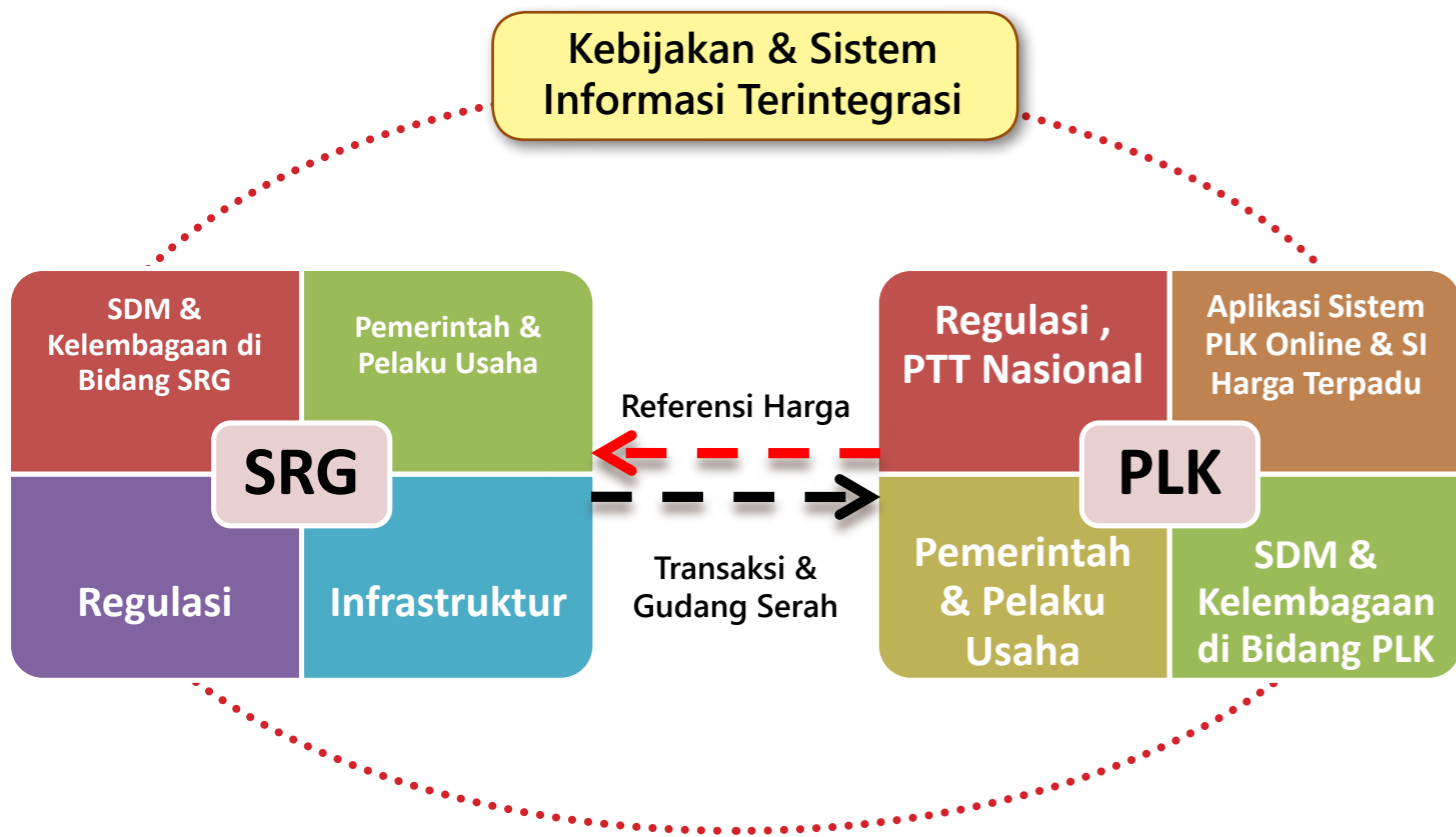 Kebijakan & Sistem
Informasi Terintegrasi
SDM &
Kelembagaan di
Bidang SRG
Pemerintah &
Pelaku Usaha
SRG
Regulasi
Infrastruktur
Referensi Harga
Transaksi &
Gudang Serah
Regulasi ,
PTT Nasional
Aplikasi Sistem
PLK Online & SI
Harga Terpadu
PLK
Pemerintah
& Pelaku
Usaha
SDM &
Kelembagaan
di Bidang PLK